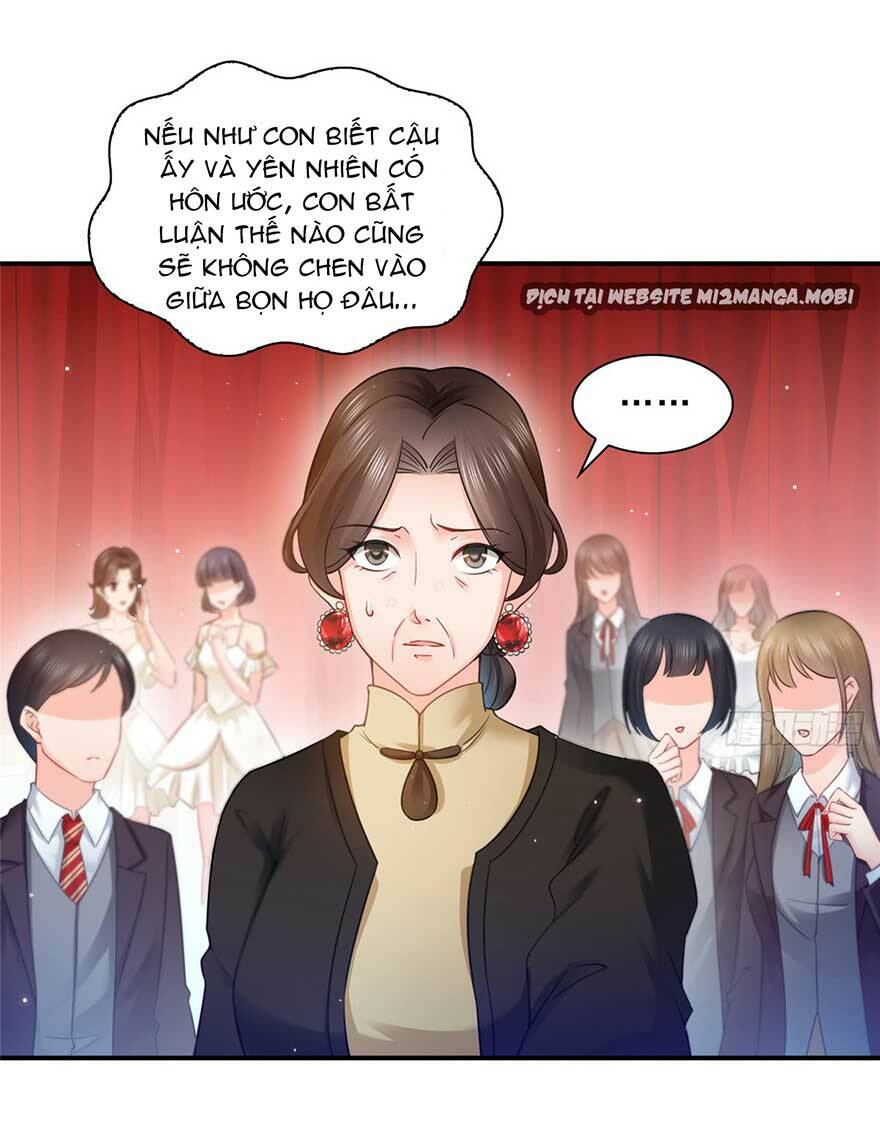 NẾU NHƯ CON BIẾT CẬU
ẤY VÀ YÊN NHIÊN CÓ
HÔN ƯỚC, CON BẤT
LUẬN THẾ NÀO CŨNG
SẼ KHÔNG CHEN VÀO
GIỮA BỌN HỌ ĐÂU...
DỊCH TẠI WEBSITE MI2MANGA.MOBI
......